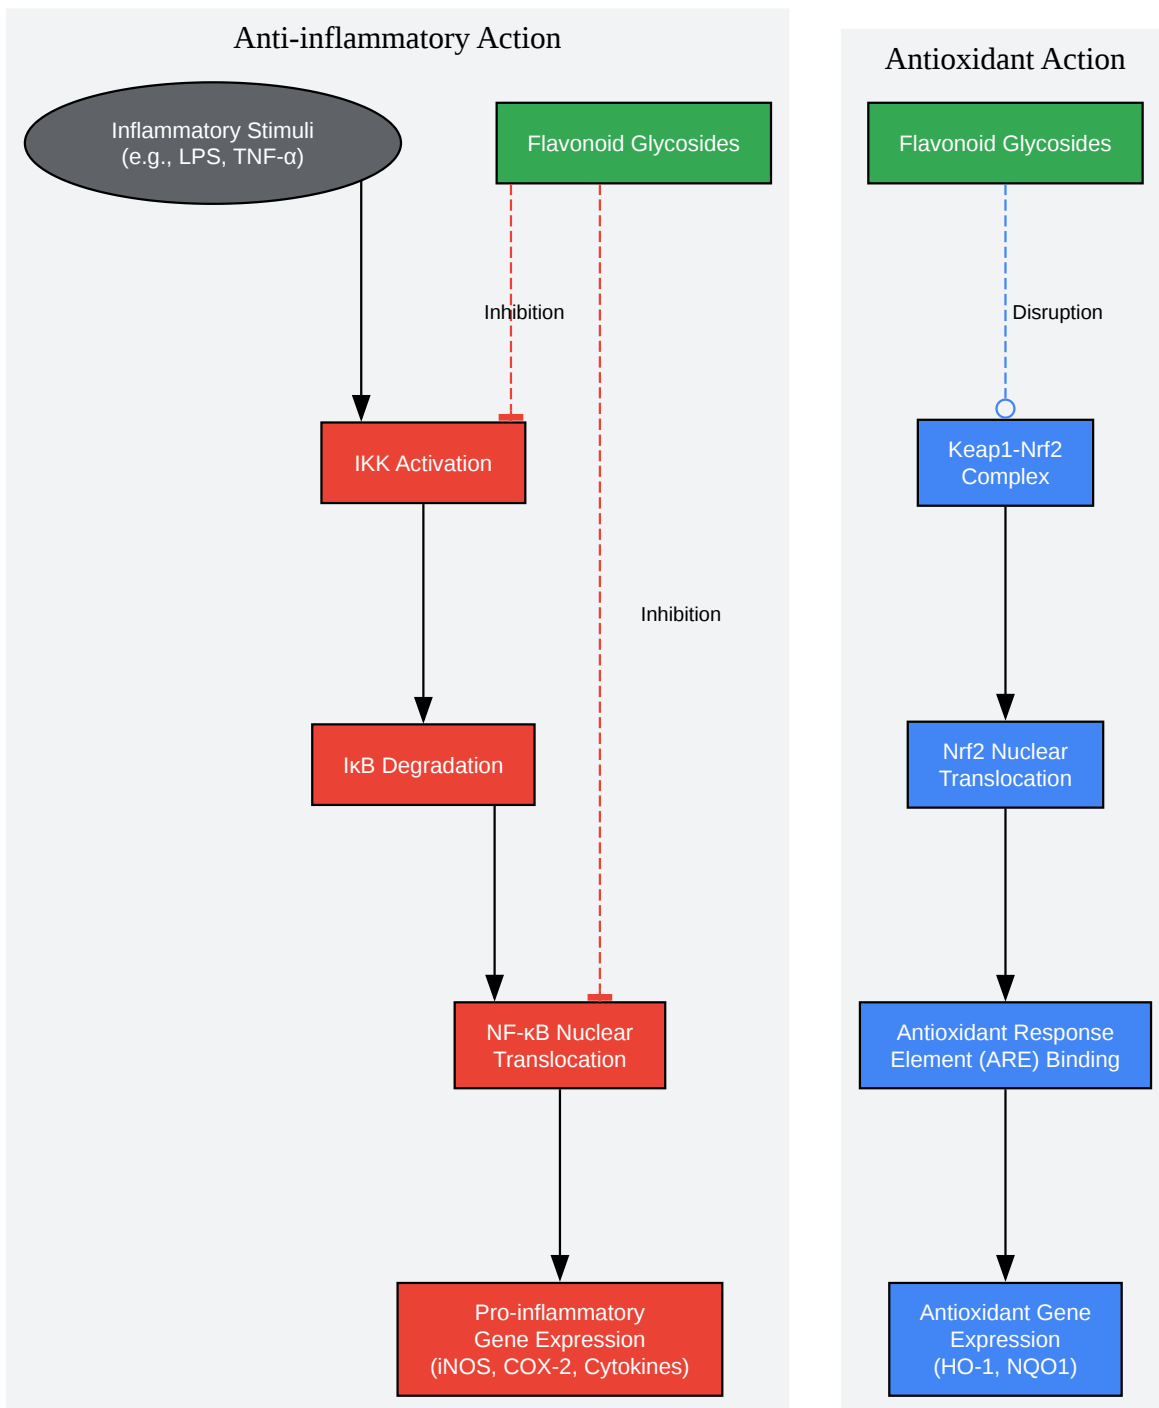 Anti-inflammatory Action
Inflammatory Stimuli
(e.g., LPS, TNF-α)
Flavonoid Glycosides
Inhibition
IKK Activation
Inhibition
IκB Degradation
NF-κB Nuclear
Translocation
Pro-inflammatory
Gene Expression
(iNOS, COX-2, Cytokines)
Antioxidant Action
Flavonoid Glycosides
Disruption
Keap1-Nrf2
Complex
Nrf2 Nuclear
Translocation
Antioxidant Response
Element (ARE) Binding
Antioxidant Gene
Expression
(HO-1, NQO1)